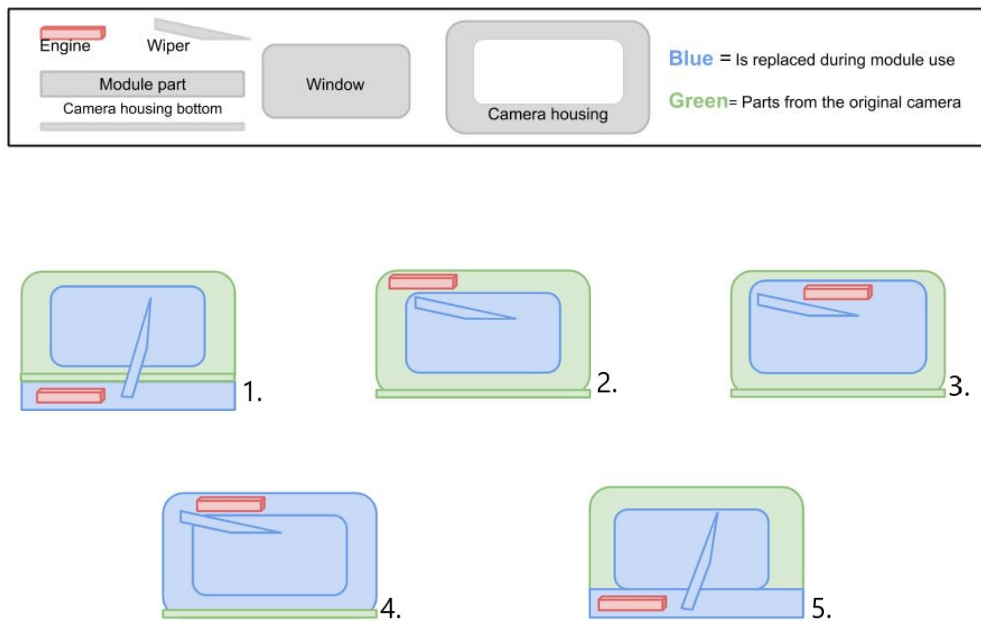 Engine
Wiper
Module part
Camera housing bottom
Window
Camera housing
Blue = Is replaced during module use
Green= Parts from the original camera
1.
2.
3.
4.
5.